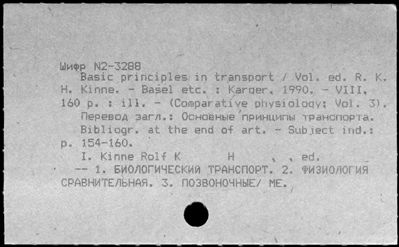 Шифр N2-3288
Basic principles in transport / Vol. ed. R. K.
H. Kinne. - Basel etc. : Karger, 1990. - VIII,
160 p. : ill. - (Comparative physiology; Vol. 3).
Перевод загл.: Основные принципы транспорта.
Bibliogr. at the end of art. - Subject ind.:
p. 154-160.
I. Kinne Rolf K H , , ed.
-- 1. БИОЛОГИЧЕСКИЙ ТРАНСПОРТ. 2. ФИЗИОЛОГИЯ
СРАВНИТЕЛЬНАЯ. 3. ПОЗВОНОЧНЫЕ/ МЕ.